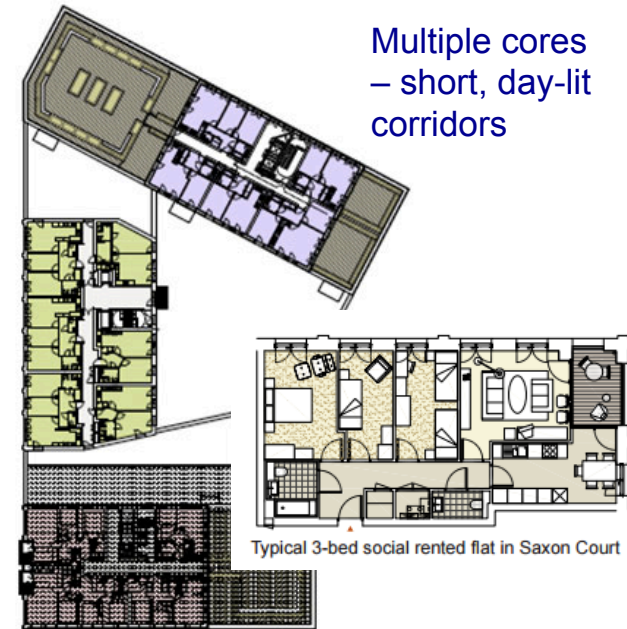 Multiple cores
– short, day-lit
corridors
Typical 3-bed social rented flat in Saxon Court